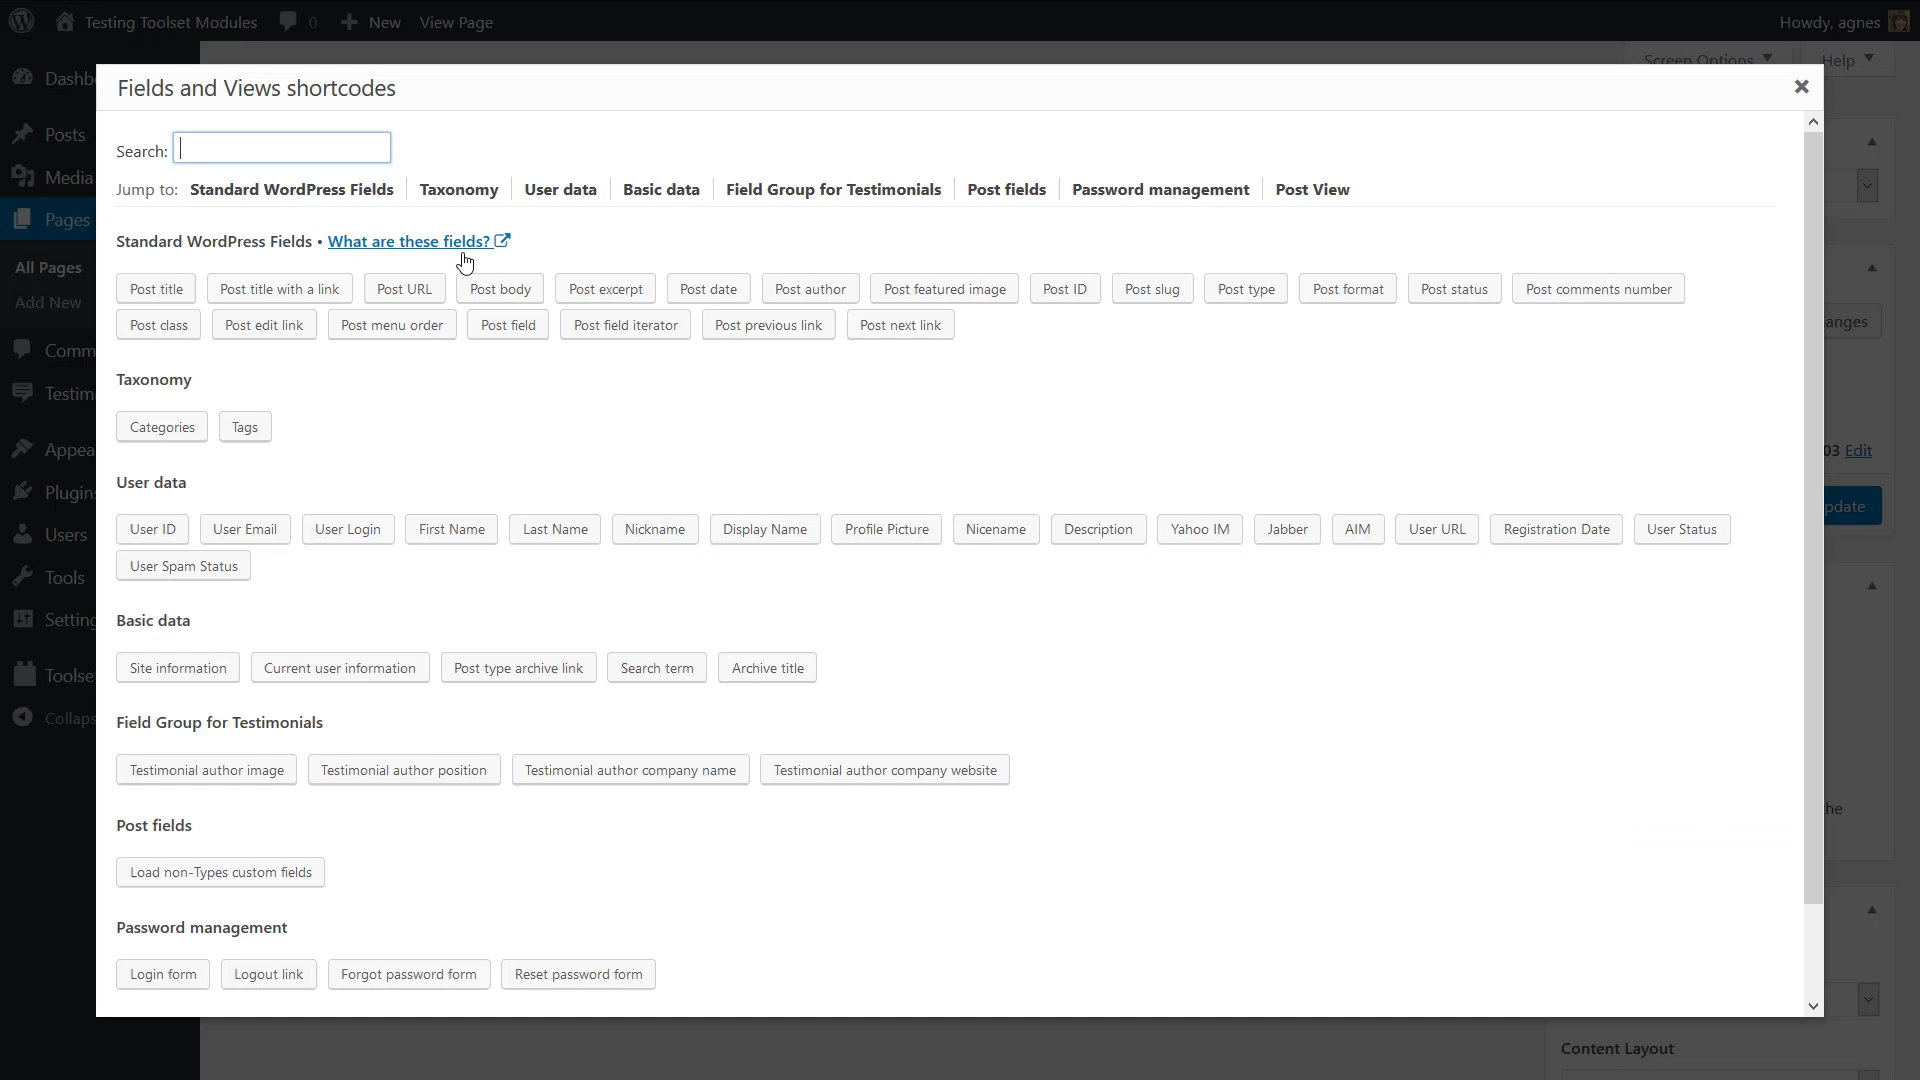 Testing Toolset Modules 0 New View Page Howdy, agnes
Screen Options Help
Dashb
Posts
Media
Pages
All Pages
Add New
Comm
Testim
Appea
Plugins
Users
Tools
Setting
Toolse
Collaps
Fields and Views shortcodes
Search:
Jump to: Standard WordPress Fields Taxonomy User data Basic data Field Group for Testimonials Post fields Password management Post View
Standard WordPress Fields • What are these fields?
Post title Post title with a link Post URL Post body Post excerpt Post date Post author Post featured image Post ID Post slug Post type Post format Post status Post comments number
Post class Post edit link Post menu order Post field Post field iterator Post previous link Post next link
Taxonomy
Categories Tags
User data
User ID User Email User Login First Name Last Name Nickname Display Name Profile Picture Nicename Description Yahoo IM Jabber AIM User URL Registration Date User Status
User Spam Status
Basic data
Site information Current user information Post type archive link Search term Archive title
Field Group for Testimonials
Testimonial author image Testimonial author position Testimonial author company name Testimonial author company website
Post fields
Load non-Types custom fields
Password management
Login form Logout link Forgot password form Reset password form
anges
03 Edit
pdate
he
Content Layout